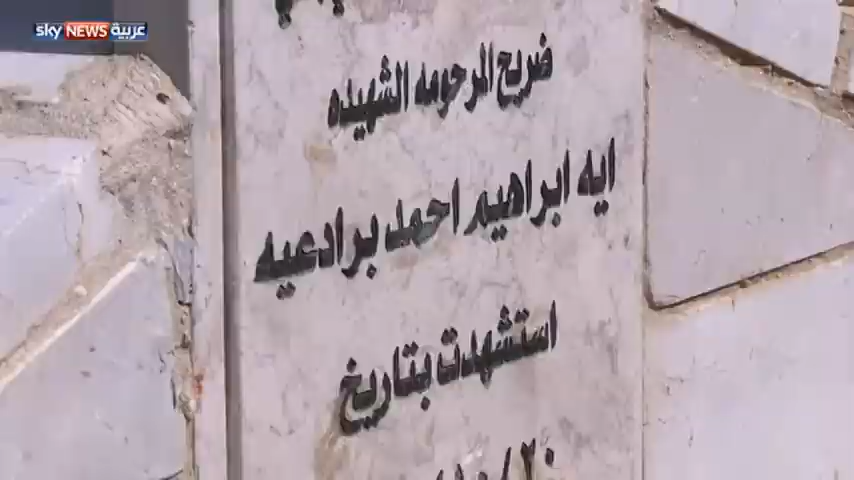 sky NEWS عربية
ضريح المرحومه الشهيده
ايه ابراهيم احمد برادعيه
استشهدت بتاريخ